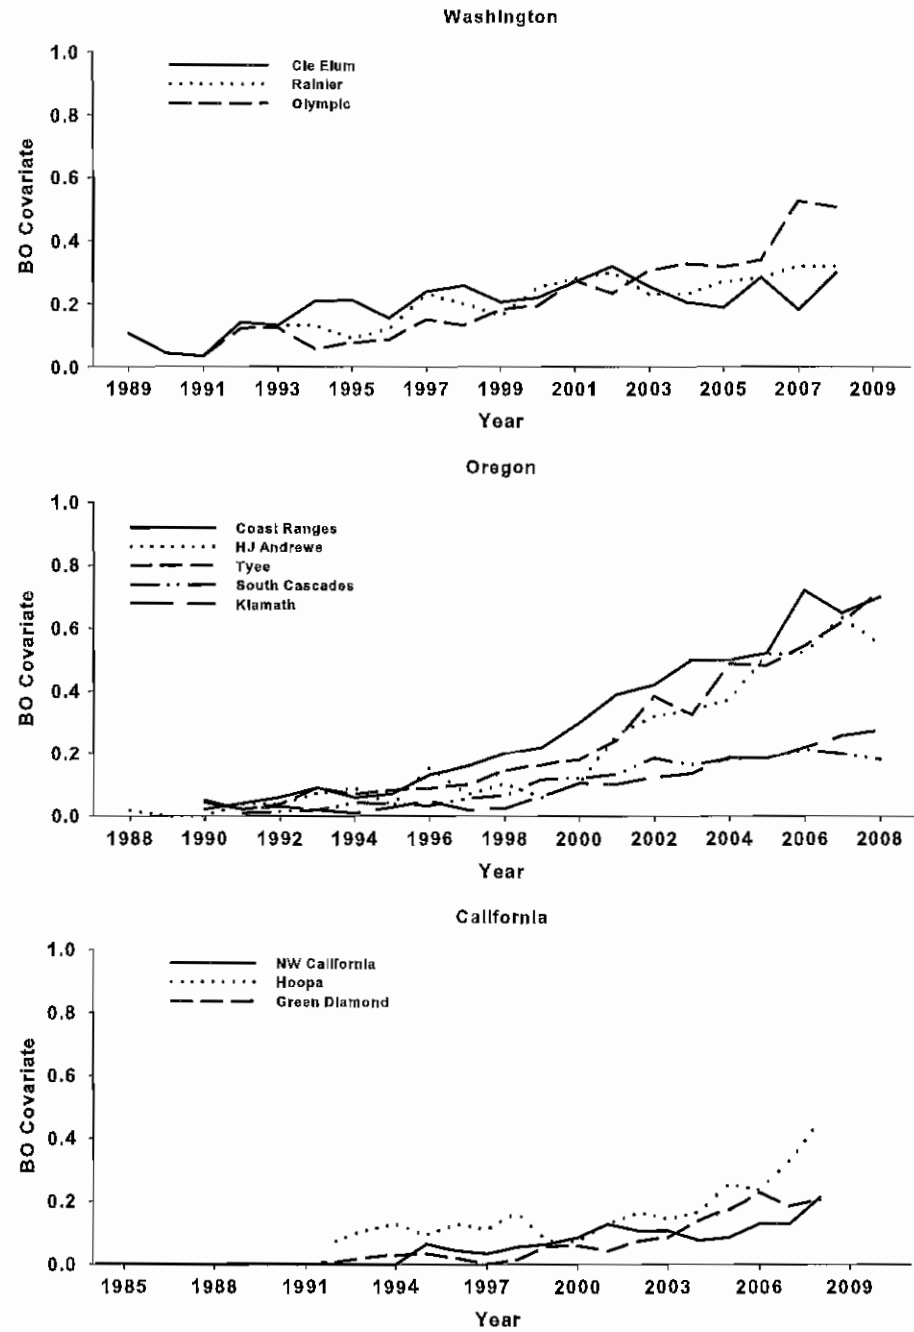 Washington
1.0
0.8
0.6
0.4
0.2
0.0
BO Covariate
Cle Elum
Rainier
Olympic
1989 1991 1993 1995 1997 1999 2001 2003 2005 2007 2009
Year
Oregon
1.0
0.8
0.6
0.4
0.2
0.0
BO Covariate
Coast Ranges
HJ Andrews
Tyee
South Cascades
Klamath
1988 1990 1992 1994 1996 1998 2000 2002 2004 2006 2008
Year
California
1.0
0.8
0.6
0.4
0.2
0.0
BO Covariate
NW California
Hoopa
Green Diamond
1985 1988 1991 1994 1997 2000 2003 2006 2009
Year